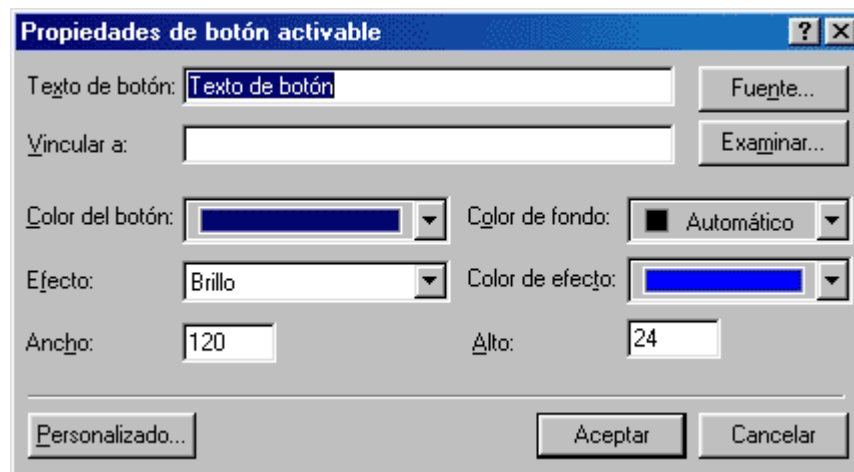 Propiedades de botón activable
Texto de botón: Texto de botón Fuente...
Vincular a: Examinar...
Color del botón: Color de fondo: Automático
Efecto: Brillo Color de efecto:
Ancho: 120 Alto: 24
Personalizado... Aceptar Cancelar